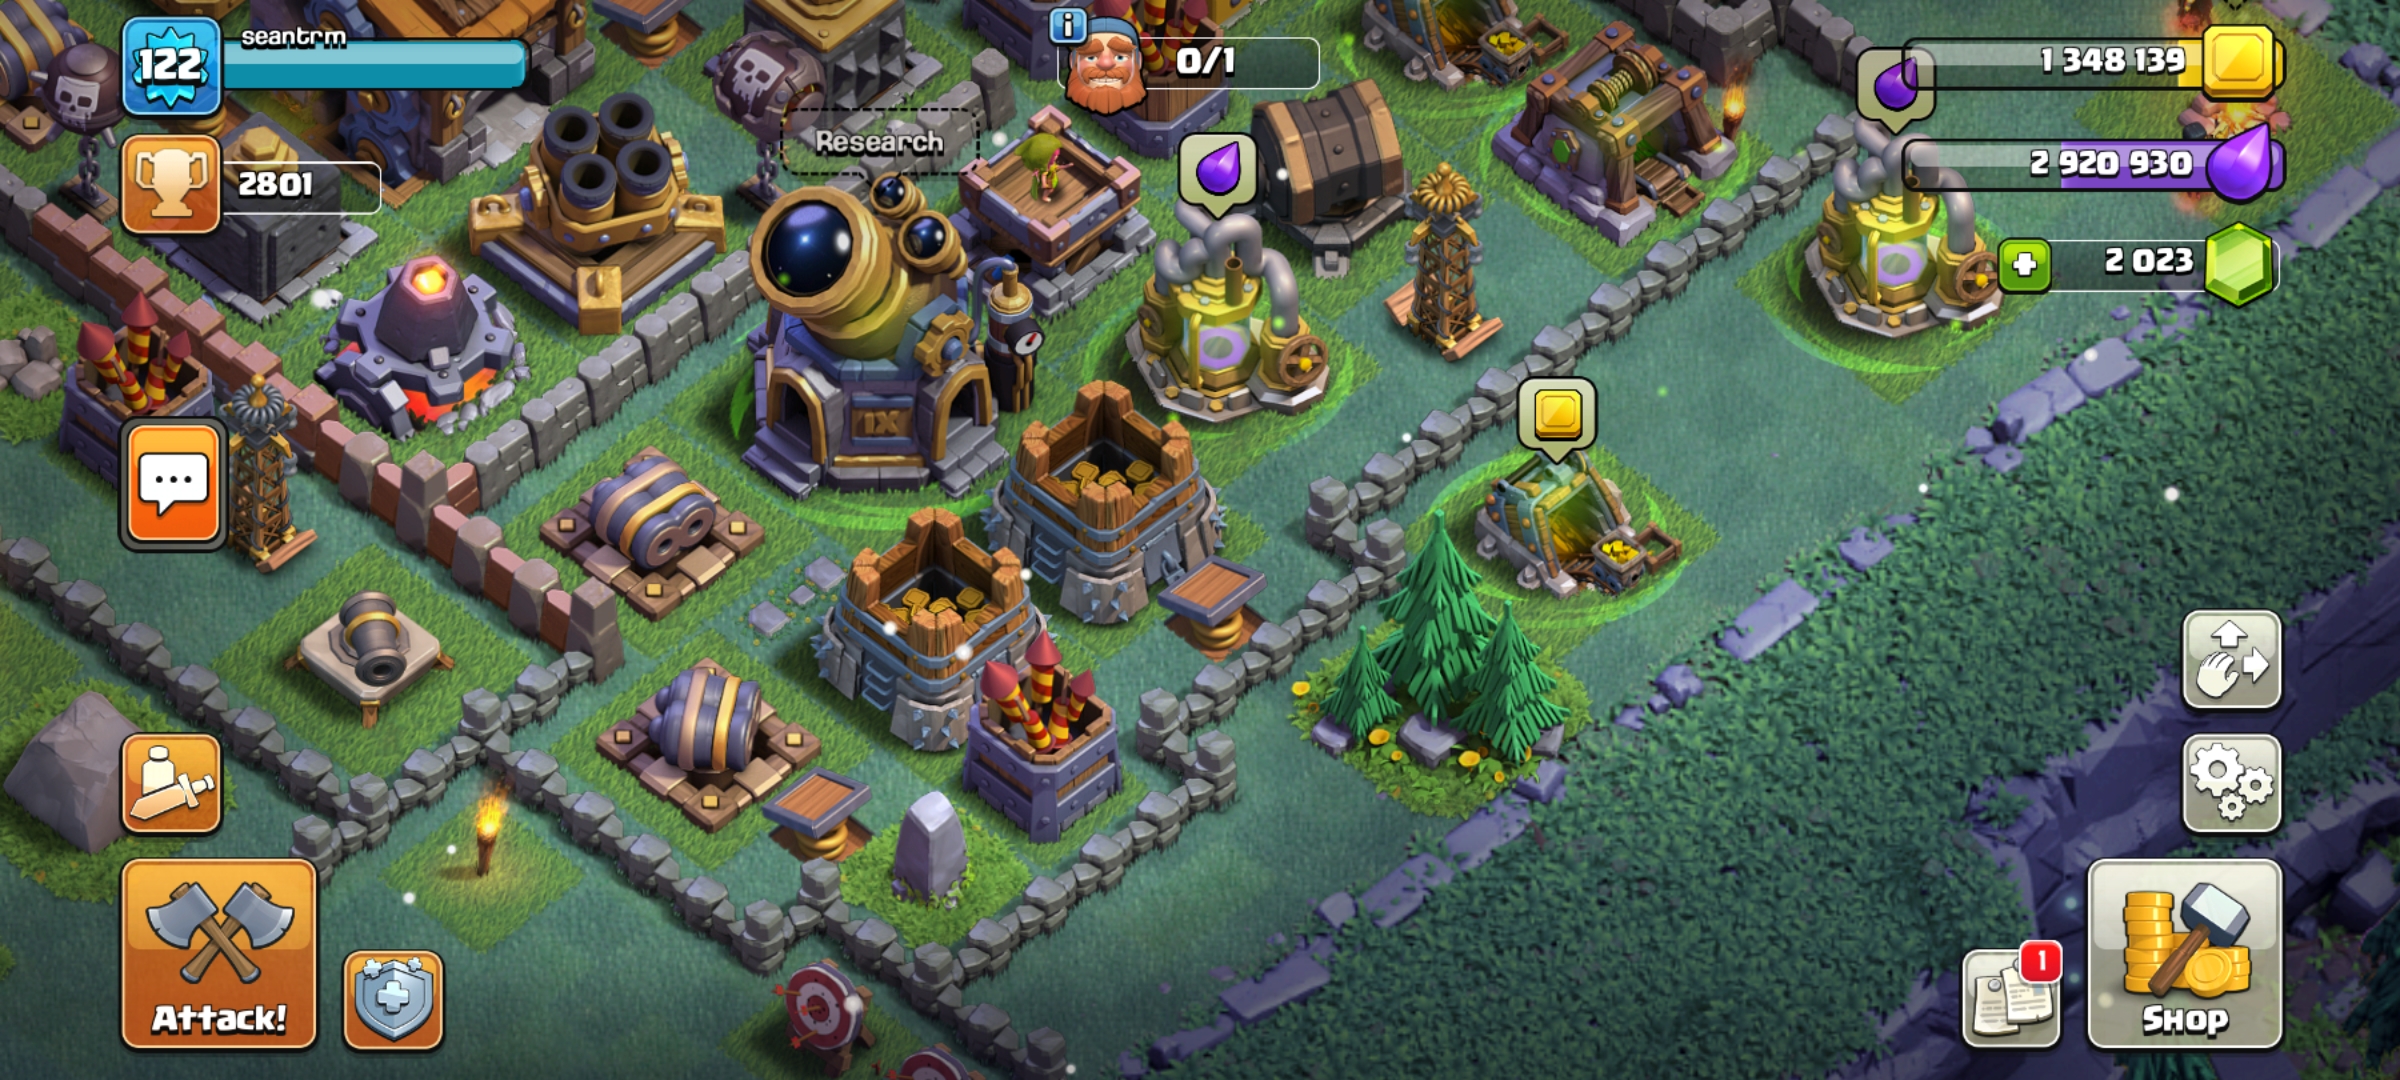 seantrm
122
0/1
1 348 139
Research
2801
2 920 930
2 023
IX
Attack!
1
Shop